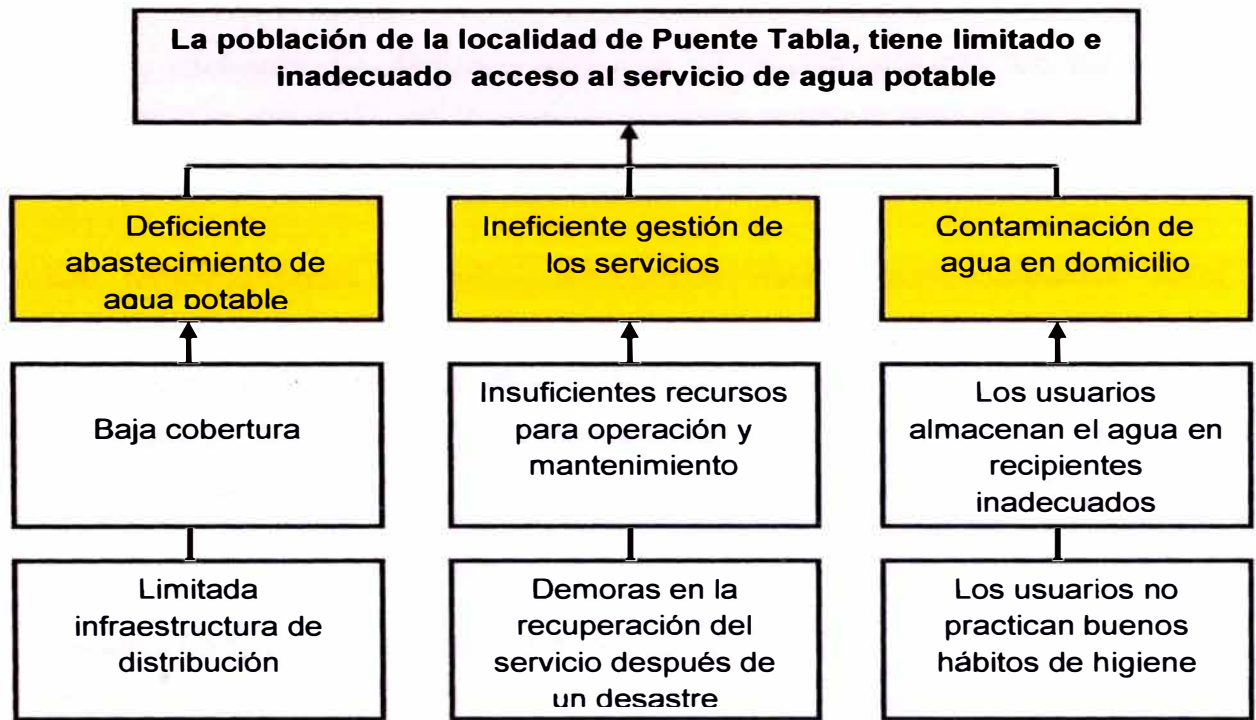 La población de la localidad de Puente Tabla, tiene limitado e
inadecuado acceso al servicio de agua potable
Deficiente
abastecimiento de
agua potable
Ineficiente gestión de
los servicios
Contaminación de
agua en domicilio
Baja cobertura
Insuficientes recursos
para operación y
mantenimiento
Los usuarios
almacenan el agua en
recipientes
inadecuados
Limitada
infraestructura de
distribución
Demoras en la
recuperación del
servicio después de
un desastre
Los usuarios no
practican buenos
hábitos de higiene